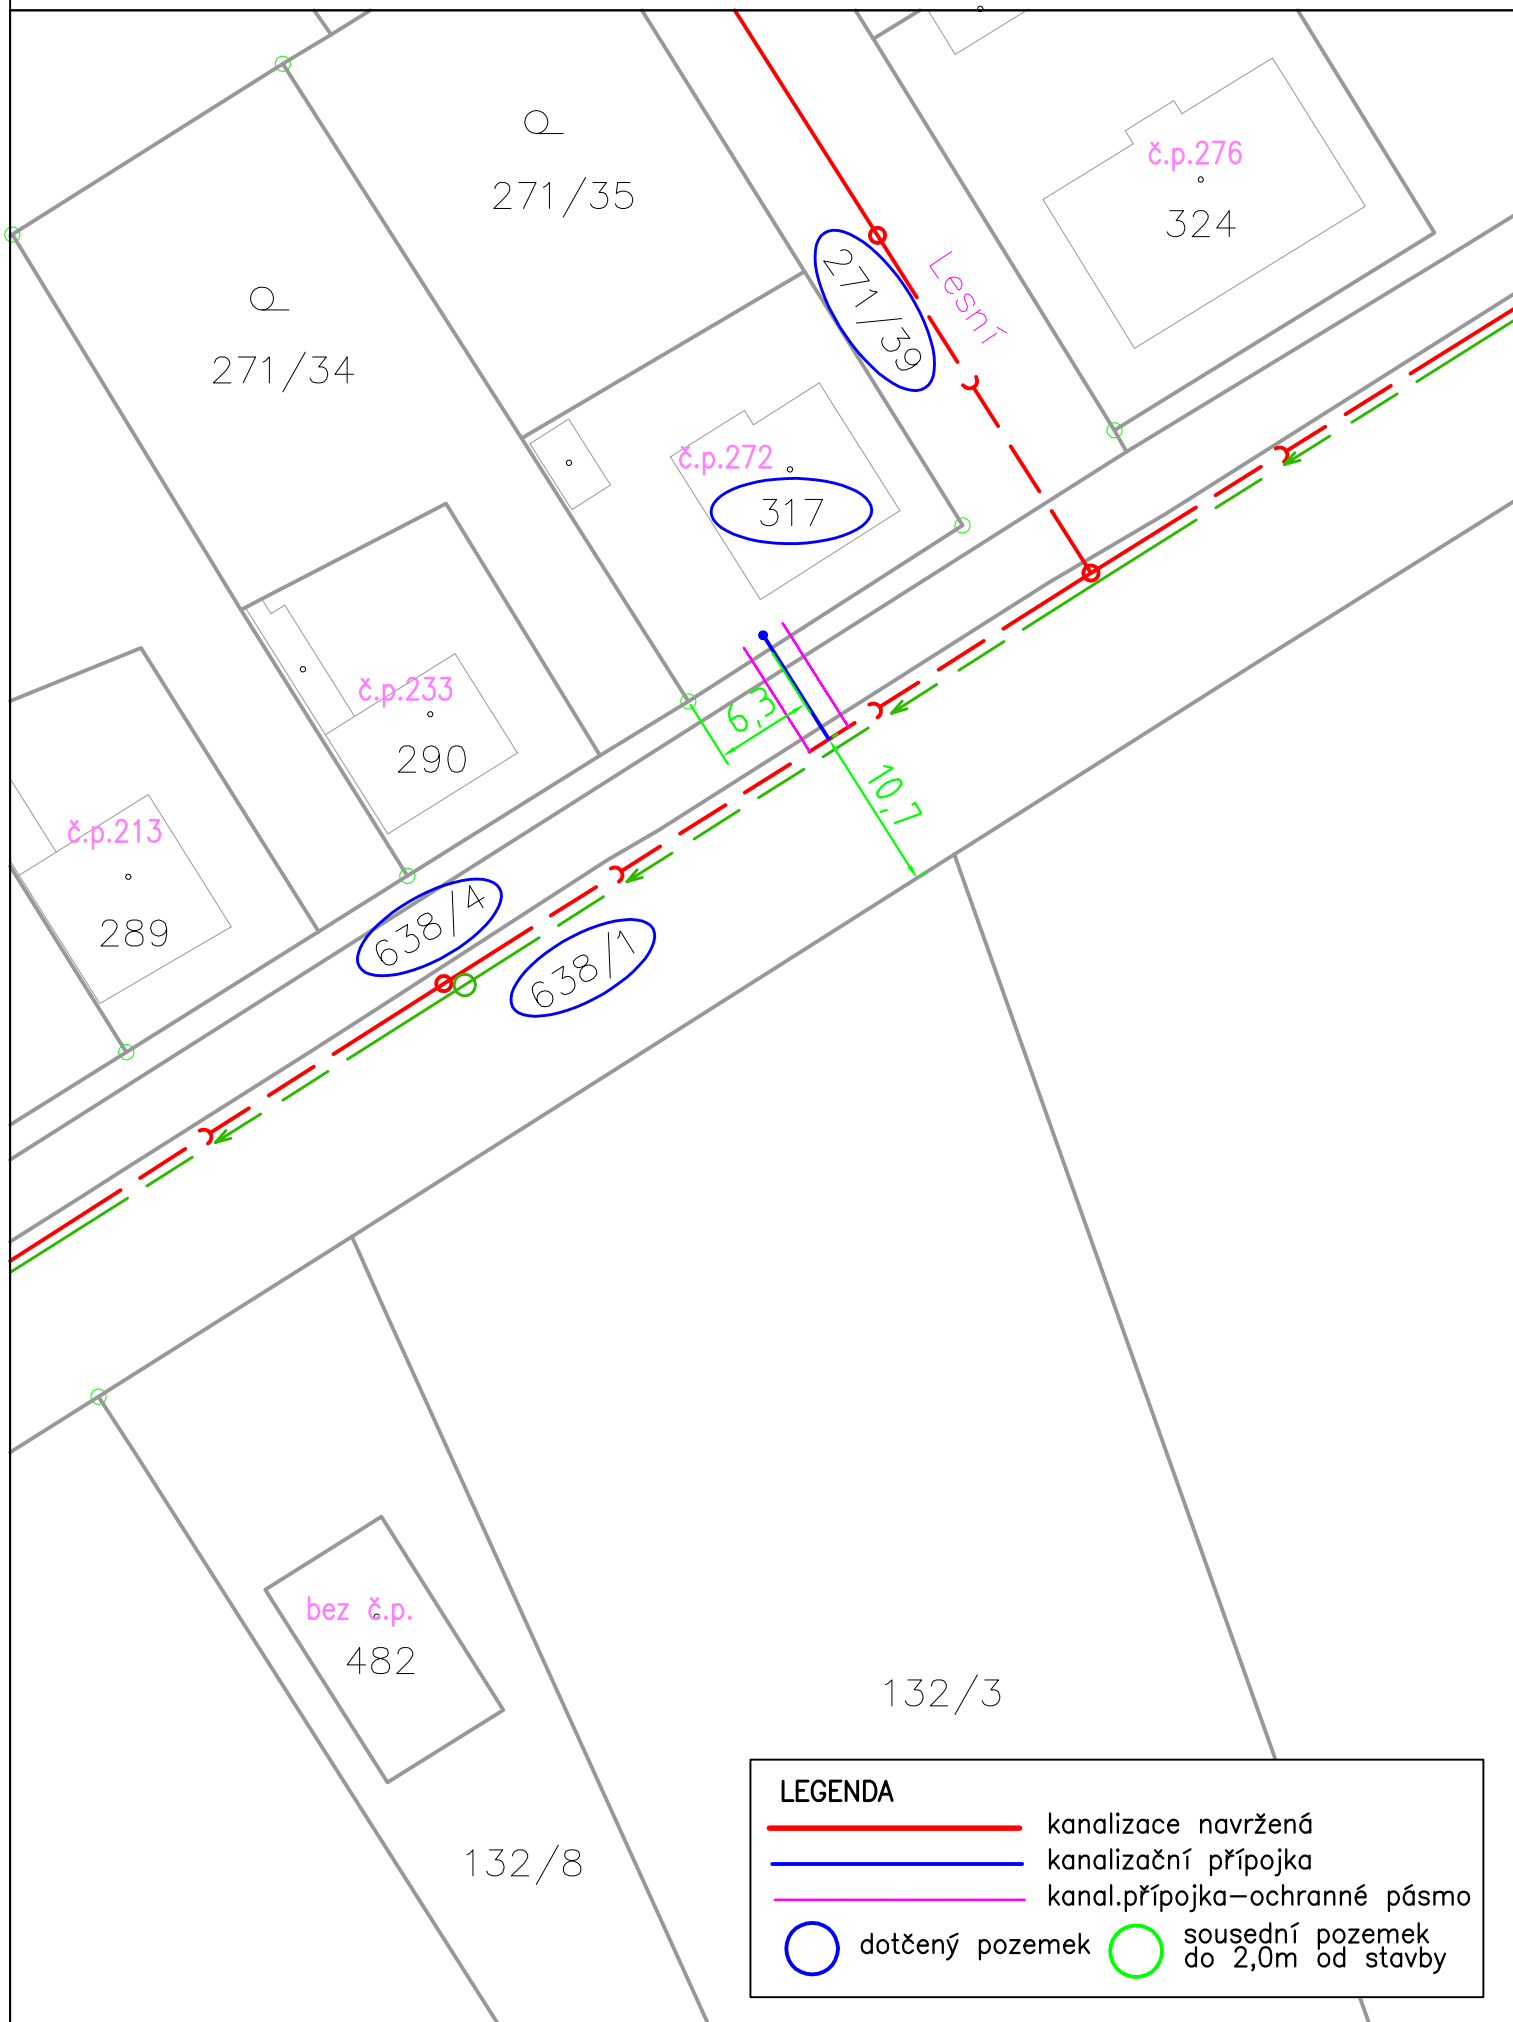 č.p.276
271/35
324
Lesní
271/39
271/34
č.p.272
317
č.p.233
6,3
290
10,7
č.p.213
289
638/4
638/1
bez č.p.
482
132/3
132/8
LEGENDA
kanalizace navržená
kanalizační přípojka
kanal.přípojka-ochranné pásmo
dotčený pozemek
sousední pozemek
do 2,0m od stavby